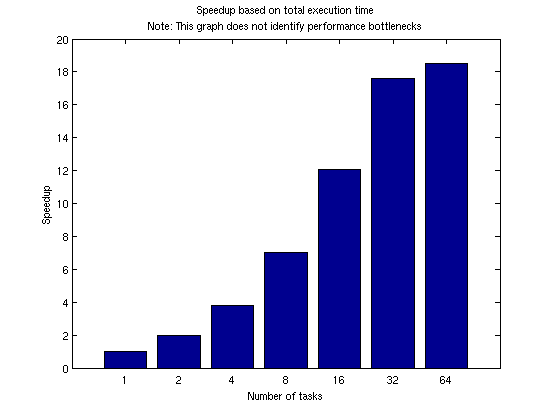 Speedup based on total execution time
Note: This graph does not identify performance bottlenecks
20
18
16
14
12
10
8
6
4
2
0
Speedup
1 2 4 8 16 32 64
Number of tasks